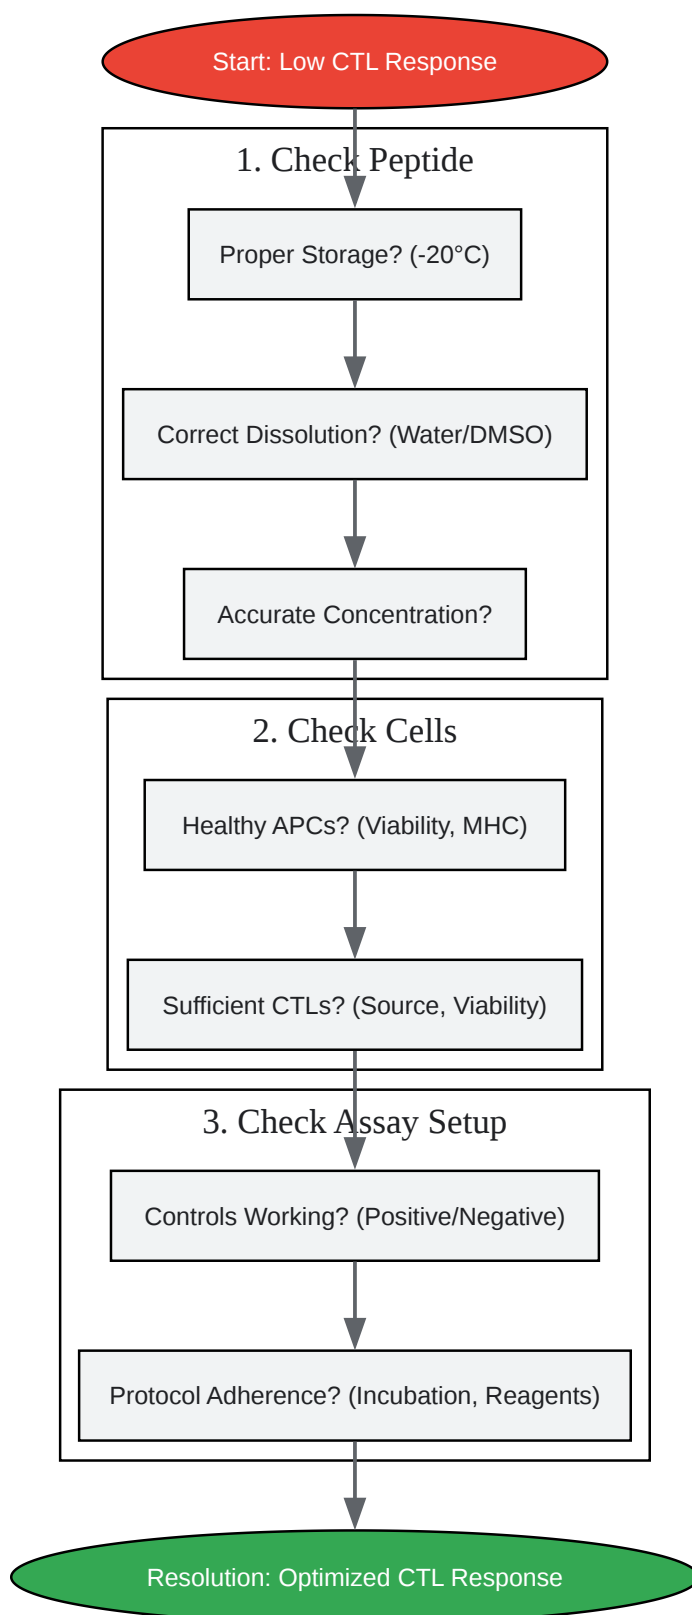 Start: Low CTL Response
1. Check Peptide
Proper Storage? (-20°C)
Correct Dissolution? (Water/DMSO)
Accurate Concentration?
2. Check Cells
Healthy APCs? (Viability, MHC)
Sufficient CTLs? (Source, Viability)
3. Check Assay Setup
Controls Working? (Positive/Negative)
Protocol Adherence? (Incubation, Reagents)
Resolution: Optimized CTL Response